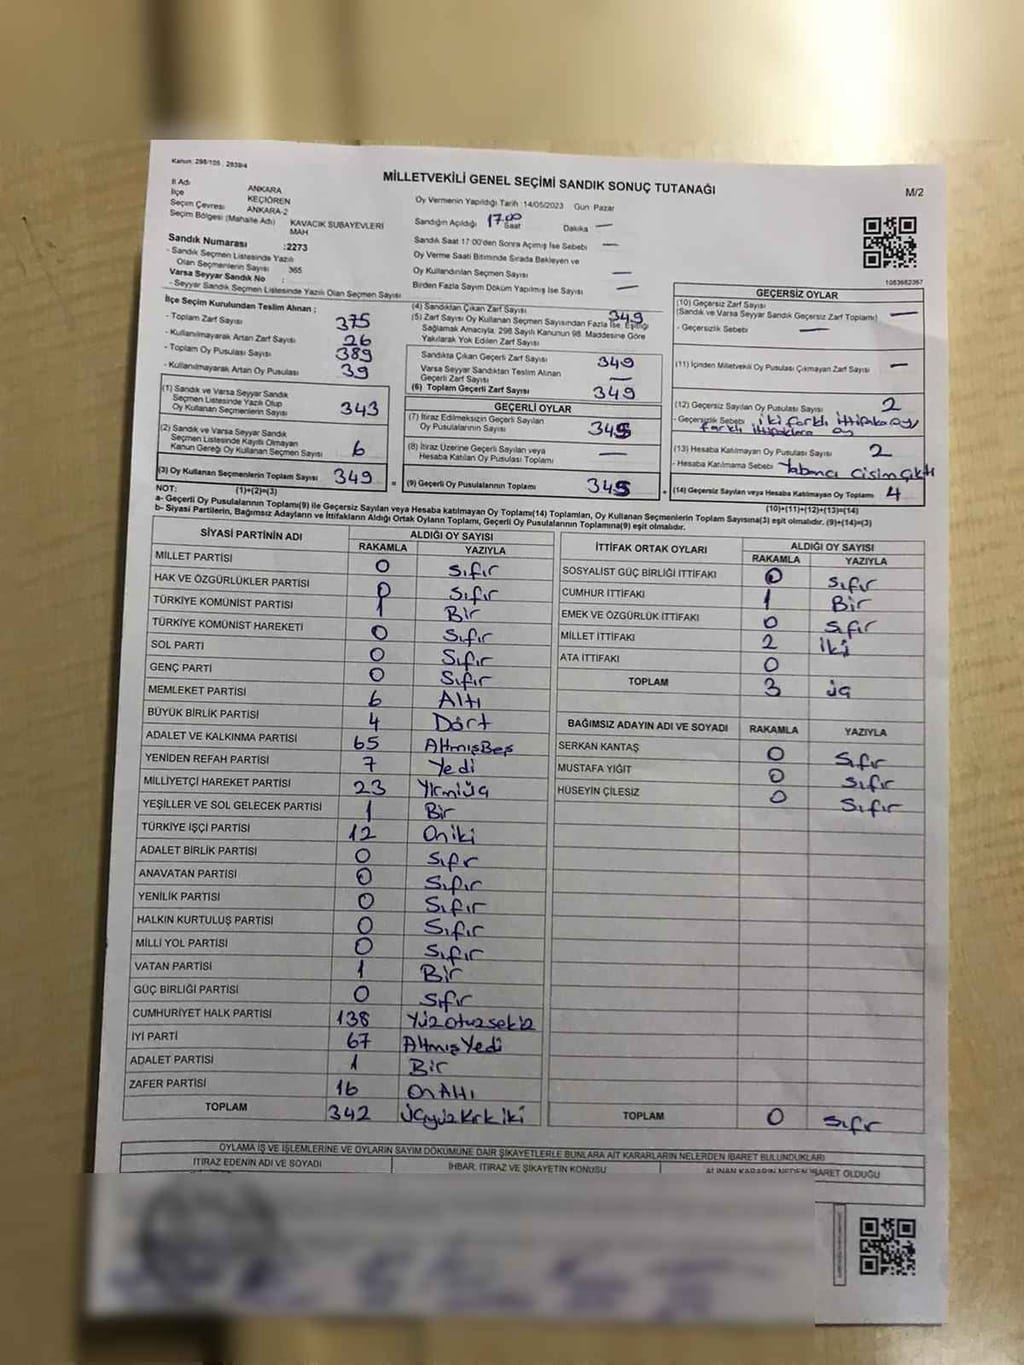 Kanun: 298/105 2839/4
MİLLETVEKİLİ GENEL SEÇİMİ SANDIK SONUÇ TUTANAĞI
M/2
İl Adı ANKARA
İlçe KEÇİÖREN
Seçim Çevresi ANKARA-2
Seçim Bölgesi (Mahalle Adı) KAVACIK SUBAYEVLERİ MAH
Sandık Numarası :2273
- Sandık Seçmen Listesinde Yazılı
Olan Seçmenlerin Sayısı 365
Varsa Seyyar Sandık No :
- Seyyar Sandık Seçmen Listesinde Yazılı Olan Seçmen Sayısı
Oy Vermenin Yapıldığı Tarih :14/05/2023 Gün :Pazar
Sandığın Açıldığı 17.00 Saat Dakika —
Sandık Saat 17:00'den Sonra Açımış İse Sebebi —
Oy Verme Saati Bitiminde Sırada Bekleyen ve
Oy Kullandırılan Seçmen Sayısı —
Birden Fazla Sayım Döküm Yapılmış İse Sayısı —
1053662367
İlçe Seçim Kurulundan Teslim Alınan ;
- Toplam Zarf Sayısı 375
- Kullanılmayarak Artan Zarf Sayısı 26
- Toplam Oy Pusulası Sayısı 389
- Kullanılmayarak Artan Oy Pusulası 39
(1) Sandık ve Varsa Seyyar Sandık
Seçmen Listesinde Yazılı Olup
Oy Kullanan Seçmenlerin Sayısı 343
(2) Sandık ve Varsa Seyyar Sandık
Seçmen Listesinde Kayıtlı Olmayan
Kanun Gereği Oy Kullanan Seçmen Sayısı 6
(3) Oy Kullanan Seçmenlerin Toplam Sayısı 349
(1)+(2)=(3)
(4) Sandıktan Çıkan Zarf Sayısı 349
(5) Zarf Sayısı Oy Kullanan Seçmen Sayısından Fazla İse, Eşitliği
Sağlamak Amacıyla, 298 Sayılı Kanunun 98. Maddesine Göre
Yakılarak Yok Edilen Zarf Sayısı
Sandıkta Çıkan Geçerli Zarf Sayısı 349
Varsa Seyyar Sandıktan Teslim Alınan
Geçerli Zarf Sayısı —
(6) Toplam Geçerli Zarf Sayısı 349
GEÇERLİ OYLAR
(7) İtiraz Edilmeksizin Geçerli Sayılan
Oy Pusulalarının Sayısı 345
(8) İtiraz Üzerine Geçerli Sayılan veya
Hesaba Katılan Oy Pusulası Toplamı —
(9) Geçerli Oy Pusulalarının Toplamı 345
GEÇERSİZ OYLAR
(10) Geçersiz Zarf Sayısı
(Sandık ve Varsa Seyyar Sandık Geçersiz Zarf Toplamı) —
- Geçersizlik Sebebi : —
(11) İçinden Milletvekili Oy Pusulası Çıkmayan Zarf Sayısı —
(12) Geçersiz Sayılan Oy Pusulası Sayısı 2
- Geçersizlik Sebebi İki farklı ittifaka oy/
farklı ittifaklara oy
(13) Hesaba Katılmayan Oy Pusulası Sayısı 2
- Hesaba Katılmama Sebebi Yabancı Cisim Çıktı
(14) Geçersiz Sayılan veya Hesaba Katılmayan Oy Toplamı 4
(10)+(11)+(12)+(13)=(14)
NOT:
a- Geçerli Oy Pusulalarının Toplamı(9) ile Geçersiz Sayılan veya Hesaba katılmayan Oy Toplamı(14) Toplamları, Oy Kullanan Seçmenlerin Toplam Sayısına(3) eşit olmalıdır. (9)+(14)=(3)
b- Siyasi Partilerin, Bağımsız Adayların ve İttifakların Aldığı Ortak Oyların Toplamı, Geçerli Oy Pusulalarının Toplamına(9) eşit olmalıdır.
SİYASİ PARTİNİN ADI ALDIĞI OY SAYISI
RAKAMLA YAZIYLA
MİLLET PARTİSİ 0 Sıfır
HAK VE ÖZGÜRLÜKLER PARTİSİ 0 Sıfır
TÜRKİYE KOMÜNİST PARTİSİ 1 Bir
TÜRKİYE KOMÜNİST HAREKETİ 0 Sıfır
SOL PARTİ 0 Sıfır
GENÇ PARTİ 0 Sıfır
MEMLEKET PARTİSİ 6 Altı
BÜYÜK BİRLİK PARTİSİ 4 Dört
ADALET VE KALKINMA PARTİSİ 65 AltmışBeş
YENİDEN REFAH PARTİSİ 7 Yedi
MİLLİYETÇİ HAREKET PARTİSİ 23 Yirmiüç
YEŞİLLER VE SOL GELECEK PARTİSİ 1 Bir
TÜRKİYE İŞÇİ PARTİSİ 12 Oniki
ADALET BİRLİK PARTİSİ 0 Sıfır
ANAVATAN PARTİSİ 0 Sıfır
YENİLİK PARTİSİ 0 Sıfır
HALKIN KURTULUŞ PARTİSİ 0 Sıfır
MİLLİ YOL PARTİSİ 0 Sıfır
VATAN PARTİSİ 1 Bir
GÜÇ BİRLİĞİ PARTİSİ 0 Sıfır
CUMHURİYET HALK PARTİSİ 138 Yüzotuzsekiz
İYİ PARTİ 67 AltmışYedi
ADALET PARTİSİ 1 Bir
ZAFER PARTİSİ 16 OnAltı
TOPLAM 342 ÜçyüzKırkiki
İTTİFAK ORTAK OYLARI ALDIĞI OY SAYISI
RAKAMLA YAZIYLA
SOSYALİST GÜÇ BİRLİĞİ İTTİFAKI 0 Sıfır
CUMHUR İTTİFAKI 1 Bir
EMEK VE ÖZGÜRLÜK İTTİFAKI 0 Sıfır
MİLLET İTTİFAKI 2 İki
ATA İTTİFAKI 0
TOPLAM 3 üç
BAĞIMSIZ ADAYIN ADI VE SOYADI RAKAMLA YAZIYLA
SERKAN KANTAŞ 0 Sıfır
MUSTAFA YİĞİT 0 Sıfır
HÜSEYİN ÇİLESİZ 0 Sıfır
TOPLAM 0 Sıfır
OYLAMA İŞ VE İŞLEMLERİNE VE OYLARIN SAYIM DÖKÜMÜNE DAİR ŞİKAYETLERLE BUNLARA AİT KARARLARIN NELERDEN İBARET BULUNDUKLARI
İTİRAZ EDENİN ADI VE SOYADI İHBAR, İTİRAZ VE ŞİKAYETİN KONUSU ALINAN KARARIN NEDEN İBARET OLDUĞU